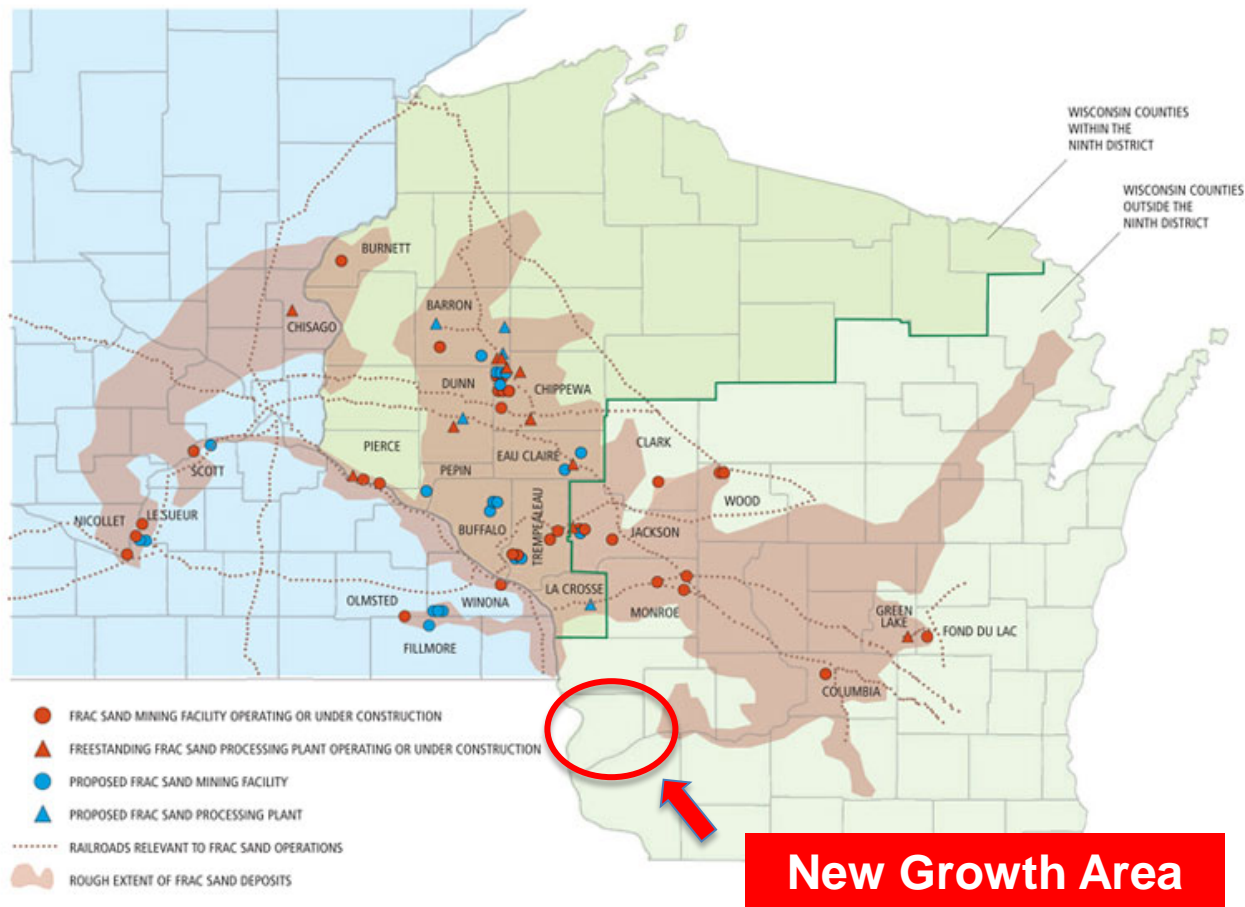 WISCONSIN COUNTIES
WITHIN THE
NINTH DISTRICT
WISCONSIN COUNTIES
OUTSIDE THE
NINTH DISTRICT
BURNETT
BARRON
CHISAGO
DUNN
CHIPPEWA
PIERCE
CLARK
EAU CLAIRE
SCOTT
PEPIN
WOOD
NICOLLET
LE SUEUR
BUFFALO
TREMPEALEAU
JACKSON
LA CROSSE
OLMSTED
WINONA
MONROE
GREEN
LAKE
FOND DU LAC
FILLMORE
COLUMBIA
FRAC SAND MINING FACILITY OPERATING OR UNDER CONSTRUCTION
FREESTANDING FRAC SAND PROCESSING PLANT OPERATING OR UNDER CONSTRUCTION
PROPOSED FRAC SAND MINING FACILITY
PROPOSED FRAC SAND PROCESSING PLANT
RAILROADS RELEVANT TO FRAC SAND OPERATIONS
ROUGH EXTENT OF FRAC SAND DEPOSITS
New Growth Area